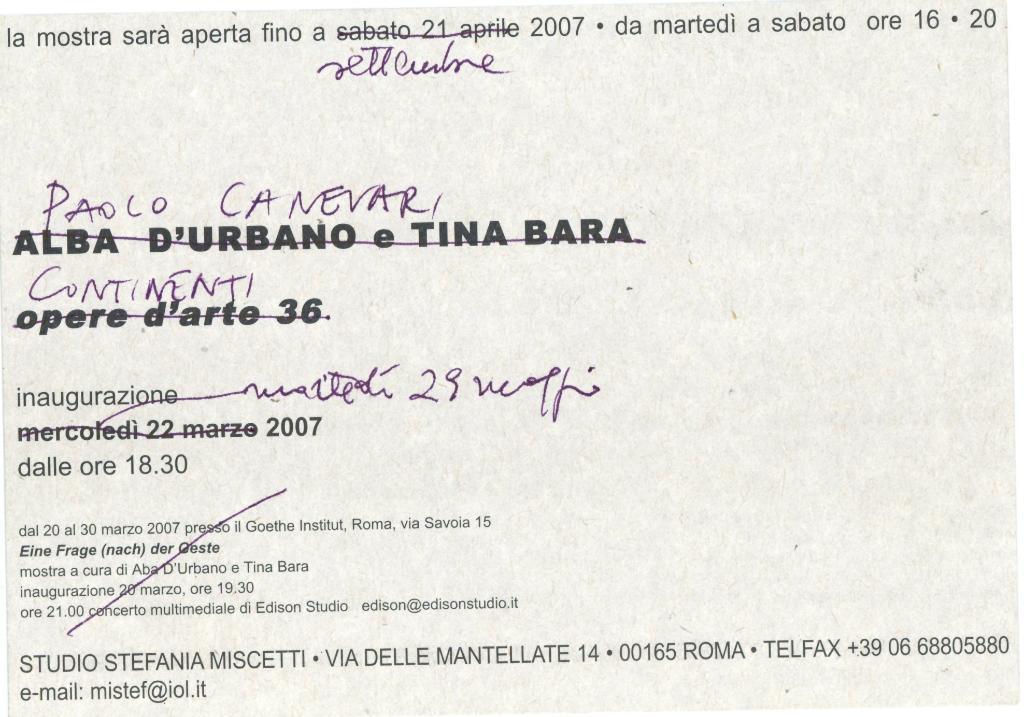 la mostra sarà aperta fino a sabato 21 aprile 2007 • da martedì a sabato ore 16 • 20
settembre
PAOLO CANEVARI
ALBA D'URBANO e TINA BARA
CONTINENTI
opere d'arte 36
inaugurazione martedì 29 maggio
mercoledì 22 marzo 2007
dalle ore 18.30
dal 20 al 30 marzo 2007 presso il Goethe Institut, Roma, via Savoia 15
Eine Frage (nach) der Geste
mostra a cura di Aba D'Urbano e Tina Bara
inaugurazione 20 marzo, ore 19.30
ore 21.00 concerto multimediale di Edison Studio edison@edisonstudio.it
STUDIO STEFANIA MISCETTI • VIA DELLE MANTELLATE 14 • 00165 ROMA • TELFAX +39 06 68805880
e-mail: mistef@iol.it